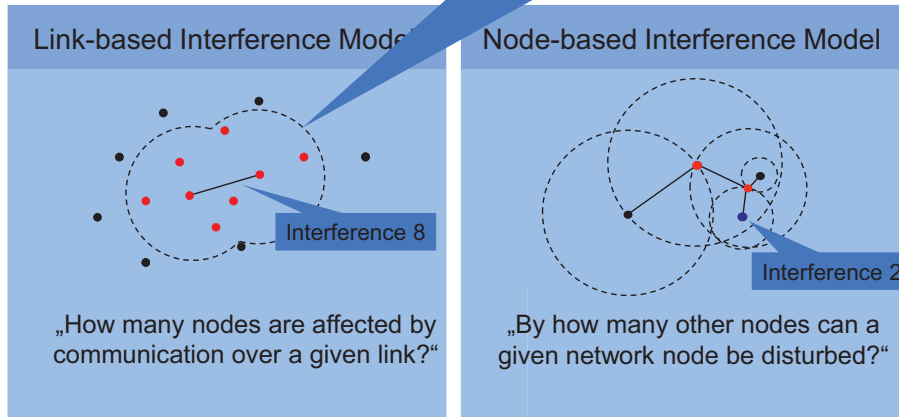 Link-based Interference Model
Interference 8
„How many nodes are affected by
communication over a given link?“
Node-based Interference Model
Interference 2
„By how many other nodes can a
given network node be disturbed?“